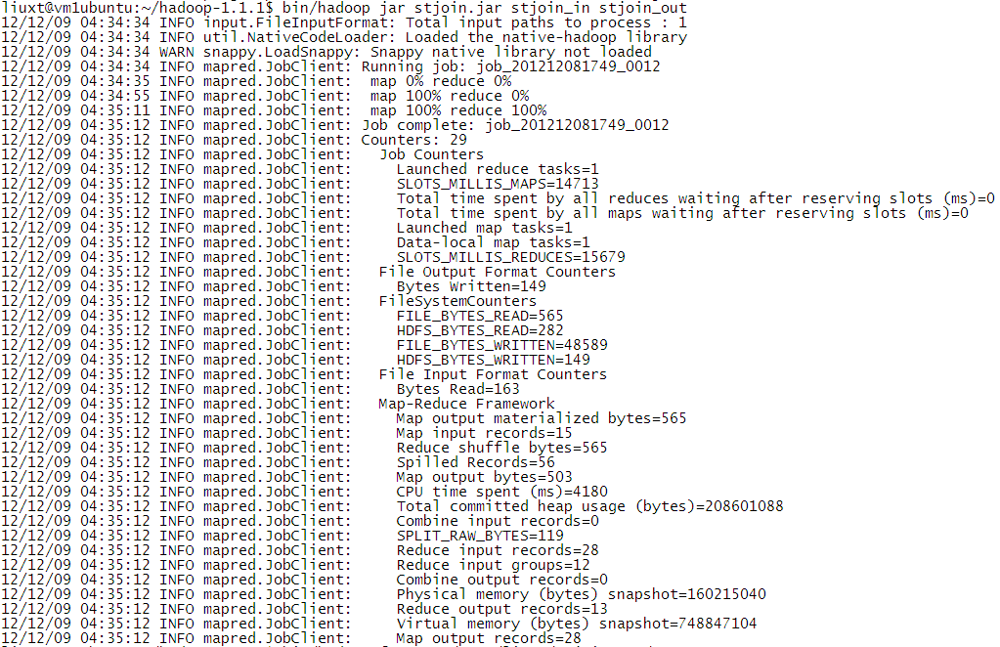 liuxt@vm1ubuntu:~/hadoop-1.1.1$ bin/hadoop jar stjoin.jar stjoin_in stjoin_out
12/12/09 04:34:34 INFO input.FileInputFormat: Total input paths to process : 1
12/12/09 04:34:34 INFO util.NativeCodeLoader: Loaded the native-hadoop library
12/12/09 04:34:34 WARN snappy.LoadSnappy: Snappy native library not loaded
12/12/09 04:34:34 INFO mapred.JobClient: Running job: job_201212081749_0012
12/12/09 04:34:35 INFO mapred.JobClient:  map 0% reduce 0%
12/12/09 04:34:55 INFO mapred.JobClient:  map 100% reduce 0%
12/12/09 04:35:11 INFO mapred.JobClient:  map 100% reduce 100%
12/12/09 04:35:12 INFO mapred.JobClient: Job complete: job_201212081749_0012
12/12/09 04:35:12 INFO mapred.JobClient: Counters: 29
12/12/09 04:35:12 INFO mapred.JobClient:   Job Counters
12/12/09 04:35:12 INFO mapred.JobClient:     Launched reduce tasks=1
12/12/09 04:35:12 INFO mapred.JobClient:     SLOTS_MILLIS_MAPS=14713
12/12/09 04:35:12 INFO mapred.JobClient:     Total time spent by all reduces waiting after reserving slots (ms)=0
12/12/09 04:35:12 INFO mapred.JobClient:     Total time spent by all maps waiting after reserving slots (ms)=0
12/12/09 04:35:12 INFO mapred.JobClient:     Launched map tasks=1
12/12/09 04:35:12 INFO mapred.JobClient:     Data-local map tasks=1
12/12/09 04:35:12 INFO mapred.JobClient:     SLOTS_MILLIS_REDUCES=15679
12/12/09 04:35:12 INFO mapred.JobClient:   File Output Format Counters
12/12/09 04:35:12 INFO mapred.JobClient:     Bytes Written=149
12/12/09 04:35:12 INFO mapred.JobClient:   FileSystemCounters
12/12/09 04:35:12 INFO mapred.JobClient:     FILE_BYTES_READ=565
12/12/09 04:35:12 INFO mapred.JobClient:     HDFS_BYTES_READ=282
12/12/09 04:35:12 INFO mapred.JobClient:     FILE_BYTES_WRITTEN=48589
12/12/09 04:35:12 INFO mapred.JobClient:     HDFS_BYTES_WRITTEN=149
12/12/09 04:35:12 INFO mapred.JobClient:   File Input Format Counters
12/12/09 04:35:12 INFO mapred.JobClient:     Bytes Read=163
12/12/09 04:35:12 INFO mapred.JobClient:   Map-Reduce Framework
12/12/09 04:35:12 INFO mapred.JobClient:     Map output materialized bytes=565
12/12/09 04:35:12 INFO mapred.JobClient:     Map input records=15
12/12/09 04:35:12 INFO mapred.JobClient:     Reduce shuffle bytes=565
12/12/09 04:35:12 INFO mapred.JobClient:     Spilled Records=56
12/12/09 04:35:12 INFO mapred.JobClient:     Map output bytes=503
12/12/09 04:35:12 INFO mapred.JobClient:     CPU time spent (ms)=4180
12/12/09 04:35:12 INFO mapred.JobClient:     Total committed heap usage (bytes)=208601088
12/12/09 04:35:12 INFO mapred.JobClient:     Combine input records=0
12/12/09 04:35:12 INFO mapred.JobClient:     SPLIT_RAW_BYTES=119
12/12/09 04:35:12 INFO mapred.JobClient:     Reduce input records=28
12/12/09 04:35:12 INFO mapred.JobClient:     Reduce input groups=12
12/12/09 04:35:12 INFO mapred.JobClient:     Combine output records=0
12/12/09 04:35:12 INFO mapred.JobClient:     Physical memory (bytes) snapshot=160215040
12/12/09 04:35:12 INFO mapred.JobClient:     Reduce output records=13
12/12/09 04:35:12 INFO mapred.JobClient:     Virtual memory (bytes) snapshot=748847104
12/12/09 04:35:12 INFO mapred.JobClient:     Map output records=28